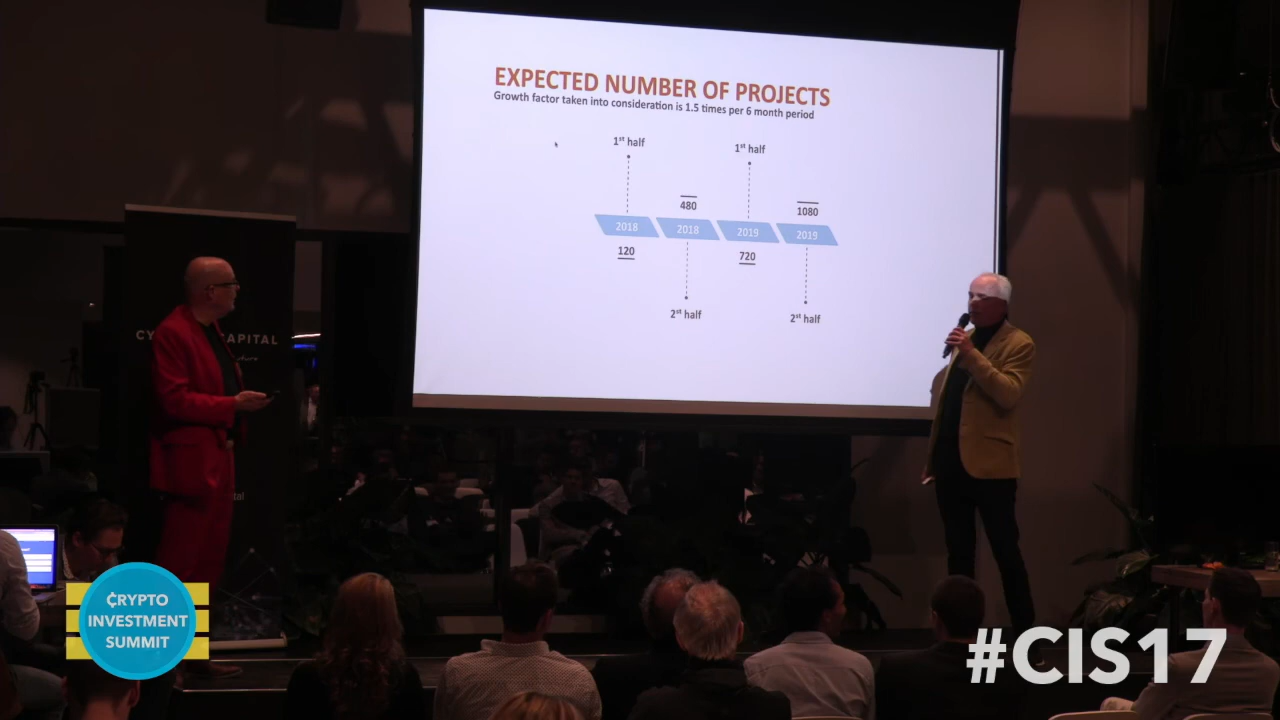 EXPECTED NUMBER OF PROJECTS
Growth factor taken into consideration is 1.5 times per 6 month period
1st half
1st half
480
1080
2018
2018
2019
2019
120
720
2nd half
2nd half
CRYPTO
INVESTMENT
SUMMIT
#CIS17